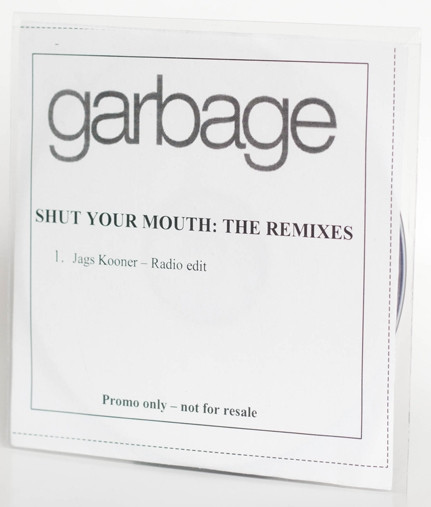 garbage
SHUT YOUR MOUTH: THE REMIXES
1. Jags Kooner – Radio edit
Promo only – not for resale